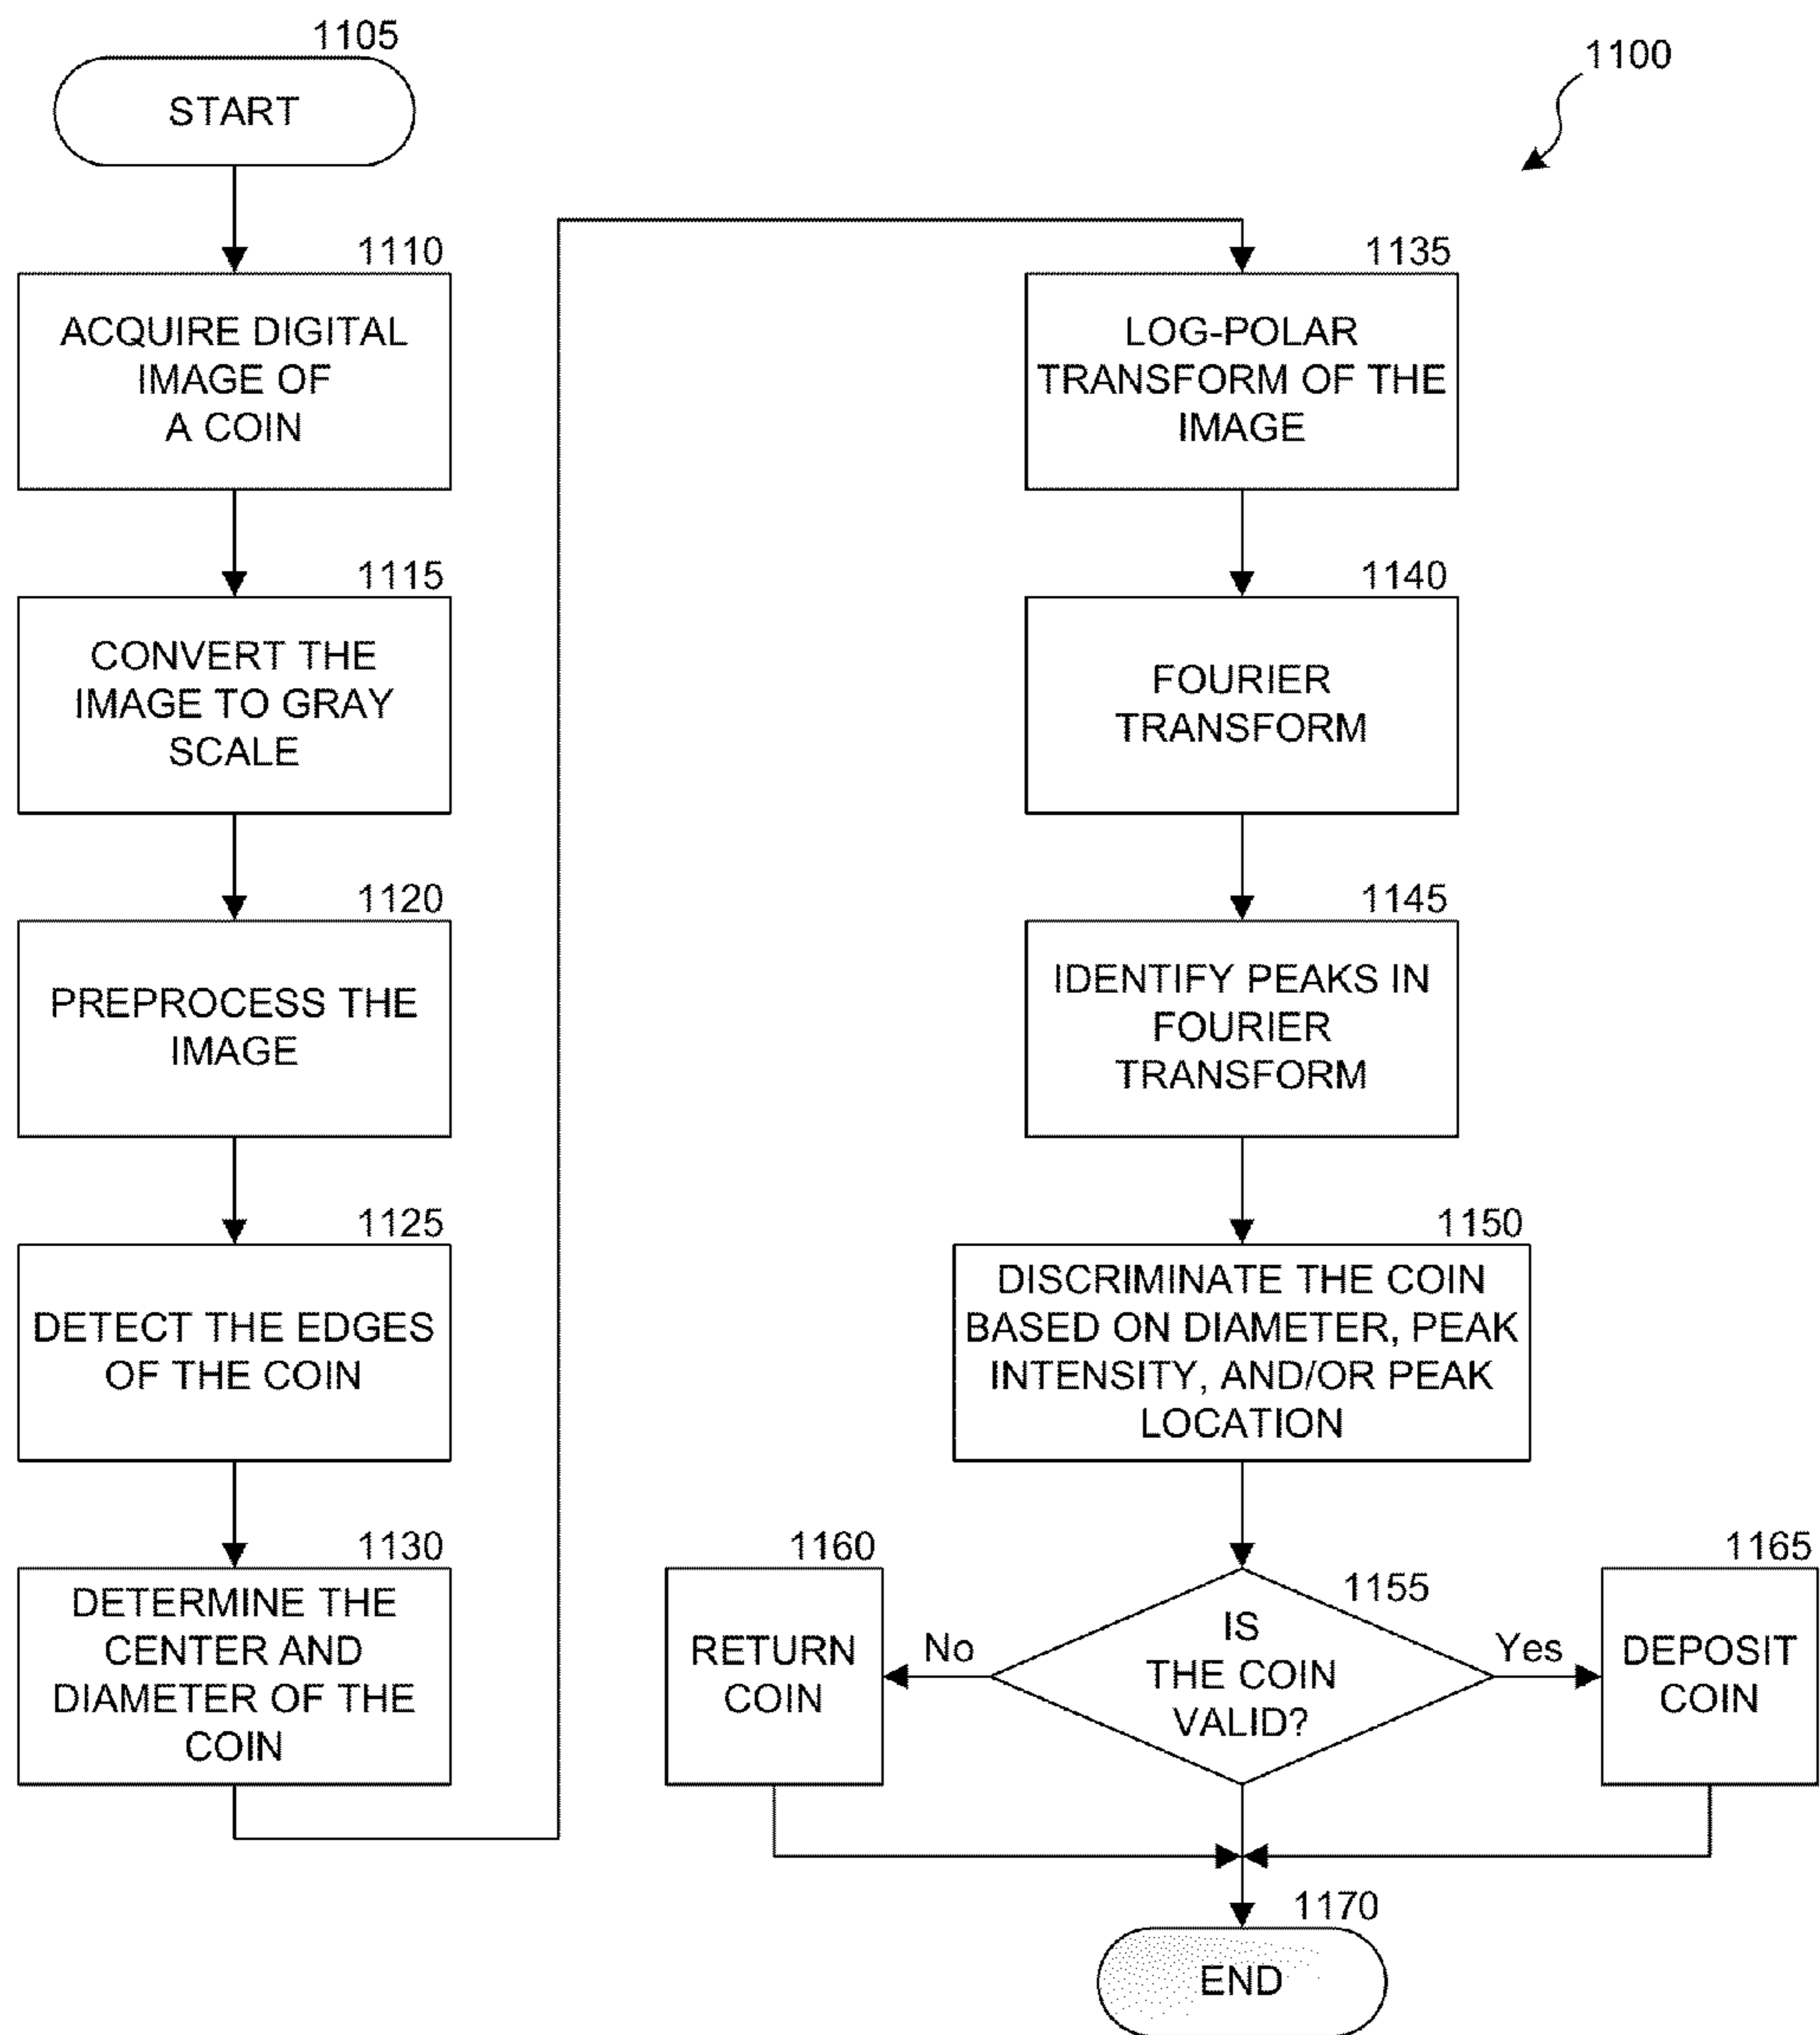 1105
START
1100
1110
ACQUIRE DIGITAL
IMAGE OF
A COIN
1115
CONVERT THE
IMAGE TO GRAY
SCALE
1120
PREPROCESS THE
IMAGE
1125
DETECT THE EDGES
OF THE COIN
1130
DETERMINE THE
CENTER AND
DIAMETER OF THE
COIN
1135
LOG-POLAR
TRANSFORM OF THE
IMAGE
1140
FOURIER
TRANSFORM
1145
IDENTIFY PEAKS IN
FOURIER
TRANSFORM
1150
DISCRIMINATE THE COIN
BASED ON DIAMETER, PEAK
INTENSITY, AND/OR PEAK
LOCATION
1155
IS
THE COIN
VALID?
No
1160
RETURN
COIN
Yes
1165
DEPOSIT
COIN
1170
END